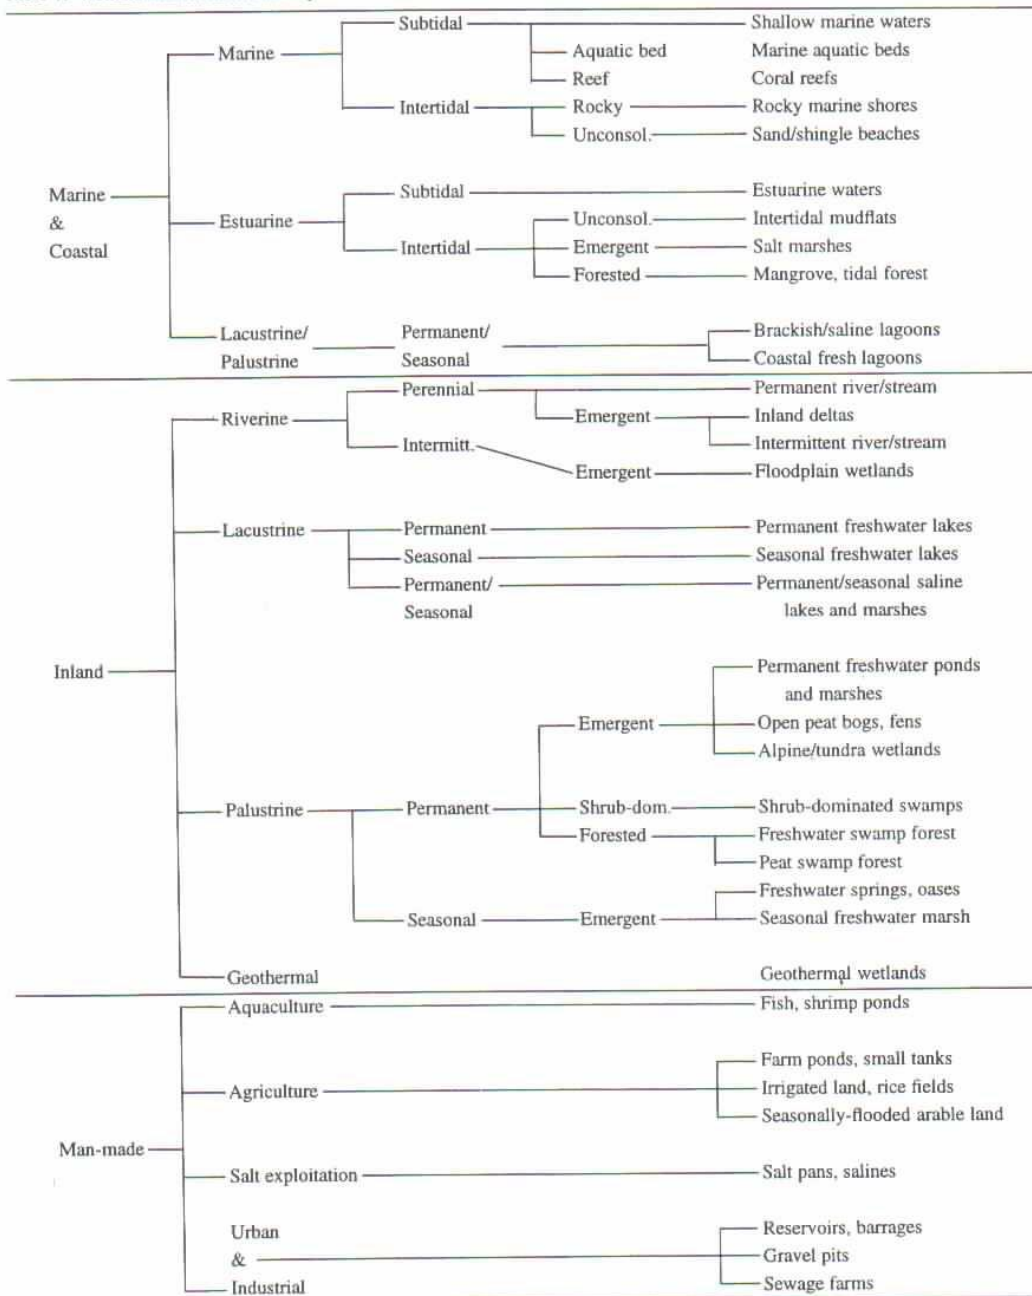 Subtidal Shallow marine waters
Marine Aquatic bed Marine aquatic beds
Reef Coral reefs
Intertidal Rocky Rocky marine shores
Unconsol. Sand/shingle beaches
Marine Subtidal Estuarine waters
& Estuarine Unconsol. Intertidal mudflats
Coastal Intertidal Emergent Salt marshes
Forested Mangrove, tidal forest
Lacustrine/ Permanent/ Brackish/saline lagoons
Palustrine Seasonal Coastal fresh lagoons
Perennial Permanent river/stream
Riverine Emergent Inland deltas
Intermitt. Intermittent river/stream
Emergent Floodplain wetlands
Lacustrine Permanent Permanent freshwater lakes
Seasonal Seasonal freshwater lakes
Permanent/ Permanent/seasonal saline
Seasonal lakes and marshes
Inland Permanent freshwater ponds
and marshes
Emergent Open peat bogs, fens
Alpine/tundra wetlands
Palustrine Permanent Shrub-dom. Shrub-dominated swamps
Forested Freshwater swamp forest
Peat swamp forest
Freshwater springs, oases
Seasonal Emergent Seasonal freshwater marsh
Geothermal Geothermal wetlands
Aquaculture Fish, shrimp ponds
Farm ponds, small tanks
Agriculture Irrigated land, rice fields
Seasonally-flooded arable land
Man-made
Salt exploitation Salt pans, salines
Urban Reservoirs, barrages
& Gravel pits
Industrial Sewage farms